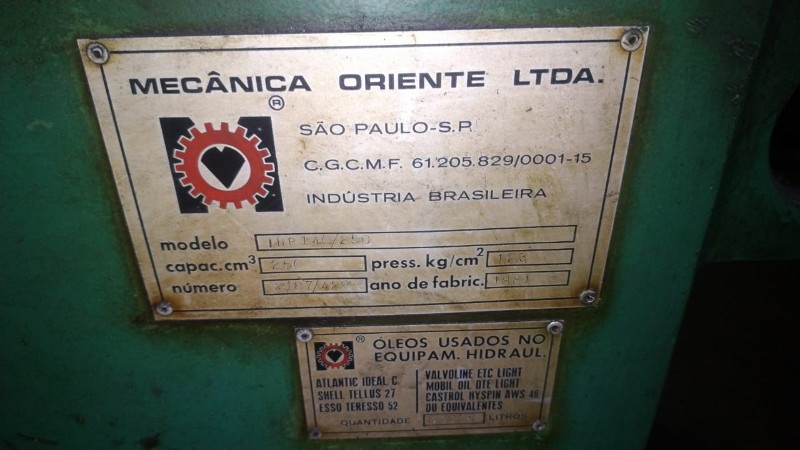 MECÂNICA ORIENTE LTDA.
®
SÃO PAULO-S.P.
C.G.C.M.F. 61.205.829/0001-15
INDÚSTRIA BRASILEIRA
modelo
capac.cm³ 250 press. kg/cm²
número ano de fabric. 1981
® ÓLEOS USADOS NO
EQUIPAM. HIDRAUL.
ATLANTIC IDEAL C
SHELL TELLUS 27
ESSO TERESSO 52
VALVOLINE ETC LIGHT
MOBIL OIL DTE LIGHT
CASTROL HYSPIN AWS 46
OU EQUIVALENTES
QUANTIDADE LITROS